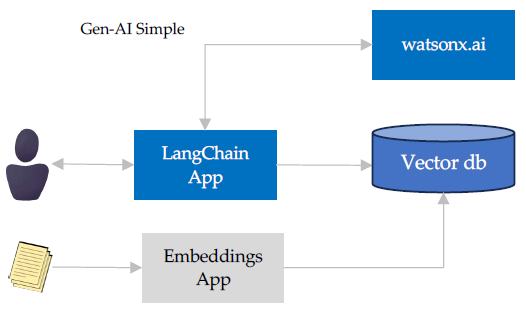 Gen-AI Simple
watsonx.ai
LangChain
App
Vector db
Embeddings
App